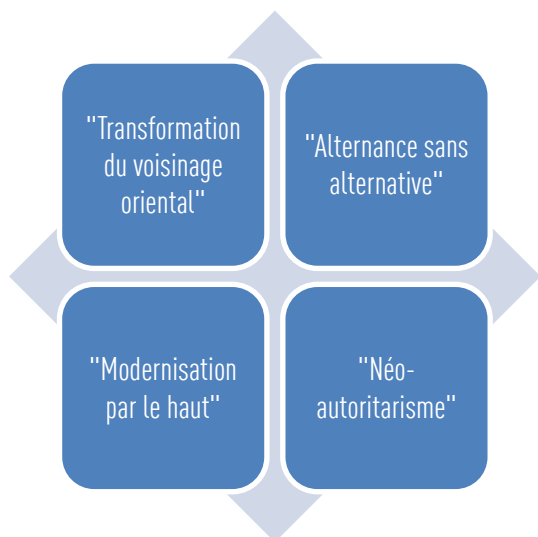 "Transformation
du voisinage
oriental"
"Alternance sans
alternative"
"Modernisation
par le haut"
"Néo-
autoritarisme"